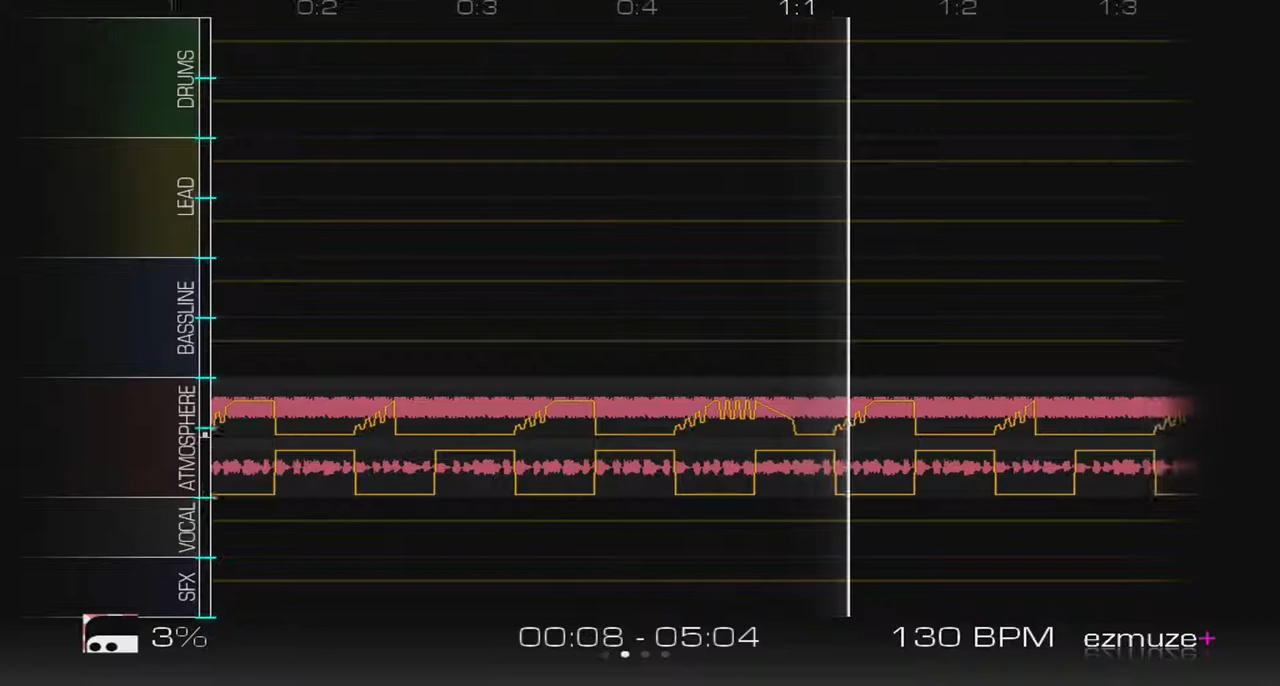 0:2 0:3 0:4 1:1 1:2 1:3
DRUMS
LEAD
BASSLINE
ATMOSPHERE
VOCAL
SFX
3% 00:08 - 05:04 130 BPM ezmuze+